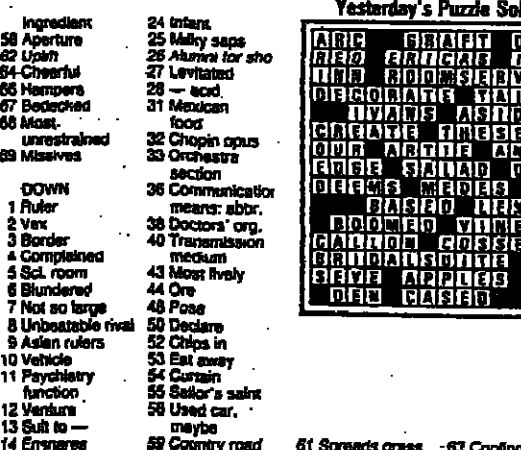 ingredient
58 Aperture
62 Uplift
64 Cheerful
66 Hampers
67 Bedecked
68 Most
unrestrained
69 Missives
DOWN
1 Ruler
2 Vex
3 Border
4 Complained
5 Sci. room
6 Blundered
7 Not so large
8 Unbeatable rival
9 Asian rulers
10 Vehicle
11 Psychiatry
function
12 Venture
13 Suit to —
14 Ensnares
24 Infant
25 Milky saps
26 Alumni for sho
27 Levitated
28 — acid
31 Mexican
food
32 Chopin opus
33 Orchestra
section
36 Communication
means: abbr.
38 Doctors' org.
40 Transmission
medium
43 Most lively
44 Ore
48 Pose
50 Declare
52 Chips in
53 Eat away
54 Curtain
55 Sailor's saint
58 Used car,
maybe
59 Country road
Yesterday's Puzzle Sol
ARC GRAFT
RED ERICAS
INN ROOMSERV
DECORATE TAI
IVANS ASID
CREATE THESE
OUR ARTIE AN
EDGE SALAD
DEEMS MEDES
BASED LES
BOOMED VINE
CALION COSSE
BRIDALSUITE
SEVE APPLES
DEN CASED
61 Spreads grass